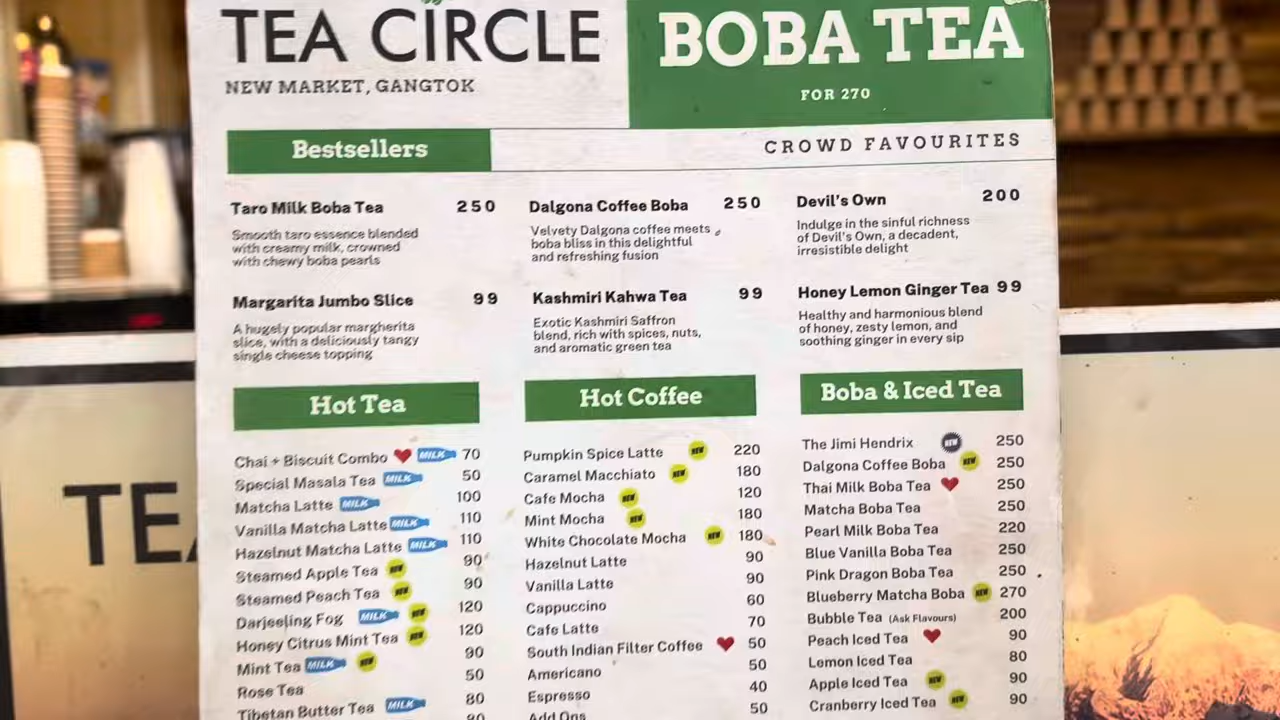 TEA CIRCLE
NEW MARKET, GANGTOK
BOBA TEA
FOR 270
Bestsellers
CROWD FAVOURITES
Taro Milk Boba Tea 250
Smooth taro essence blended
with creamy milk, crowned
with chewy boba pearls
Dalgona Coffee Boba 250
Velvety Dalgona coffee meets
boba bliss in this delightful
and refreshing fusion
Devil's Own 200
Indulge in the sinful richness
of Devil's Own, a decadent,
irresistible delight
Margarita Jumbo Slice 99
A hugely popular margherita
slice, with a deliciously tangy
single cheese topping
Kashmiri Kahwa Tea 99
Exotic Kashmiri Saffron
blend, rich with spices, nuts,
and aromatic green tea
Honey Lemon Ginger Tea 99
Healthy and harmonious blend
of honey, zesty lemon, and
soothing ginger in every sip
Hot Tea
Chai + Biscuit Combo MILK 70
Special Masala Tea MILK 50
Matcha Latte MILK 100
Vanilla Matcha Latte MILK 110
Hazelnut Matcha Latte MILK 110
Steamed Apple Tea NEW 90
Steamed Peach Tea NEW 90
Darjeeling Fog MILK NEW 120
Honey Citrus Mint Tea NEW 120
Mint Tea MILK NEW 90
Rose Tea 50
Tibetan Butter Tea MILK 80
Hot Coffee
Pumpkin Spice Latte NEW 220
Caramel Macchiato NEW 180
Cafe Mocha NEW 120
Mint Mocha NEW 180
White Chocolate Mocha NEW 180
Hazelnut Latte 90
Vanilla Latte 90
Cappuccino 60
Cafe Latte 70
South Indian Filter Coffee 50
Americano 50
Espresso 40
Add Ons 50
Boba & Iced Tea
The Jimi Hendrix NEW 250
Dalgona Coffee Boba NEW 250
Thai Milk Boba Tea 250
Matcha Boba Tea 250
Pearl Milk Boba Tea 220
Blue Vanilla Boba Tea 250
Pink Dragon Boba Tea 250
Blueberry Matcha Boba NEW 270
Bubble Tea (Ask Flavours) 200
Peach Iced Tea 90
Lemon Iced Tea 80
Apple Iced Tea NEW 90
Cranberry Iced Tea NEW 90
TEA